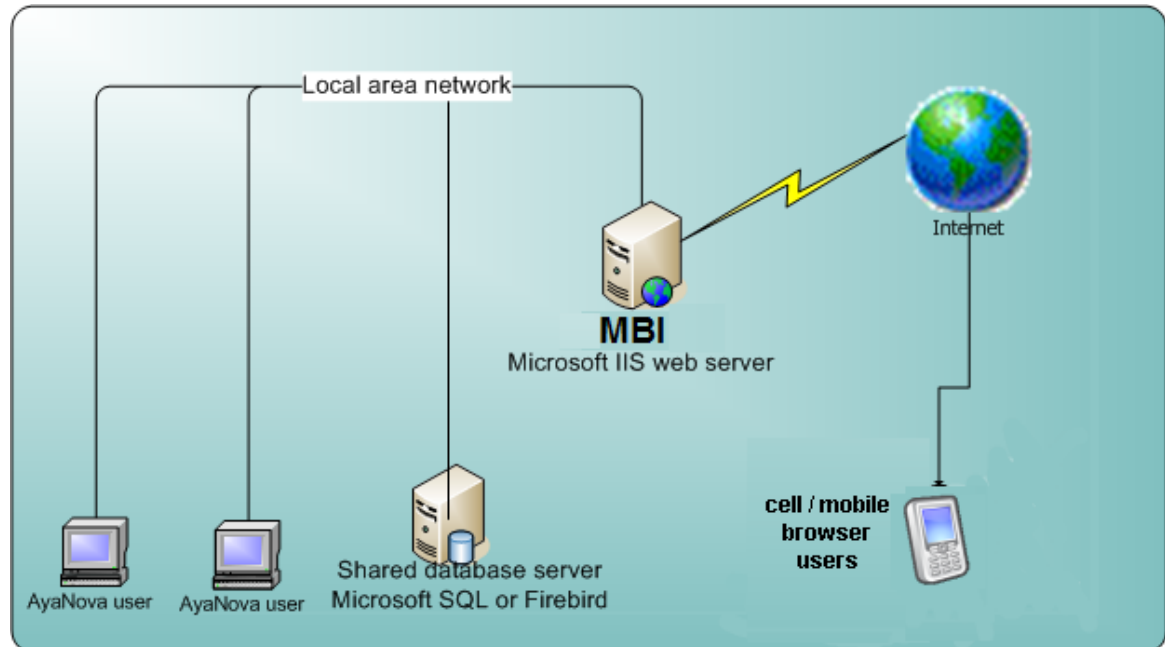 Local area network
Internet
MBI
Microsoft IIS web server
cell / mobile
browser
users
Shared database server
Microsoft SQL or Firebird
AyaNova user
AyaNova user